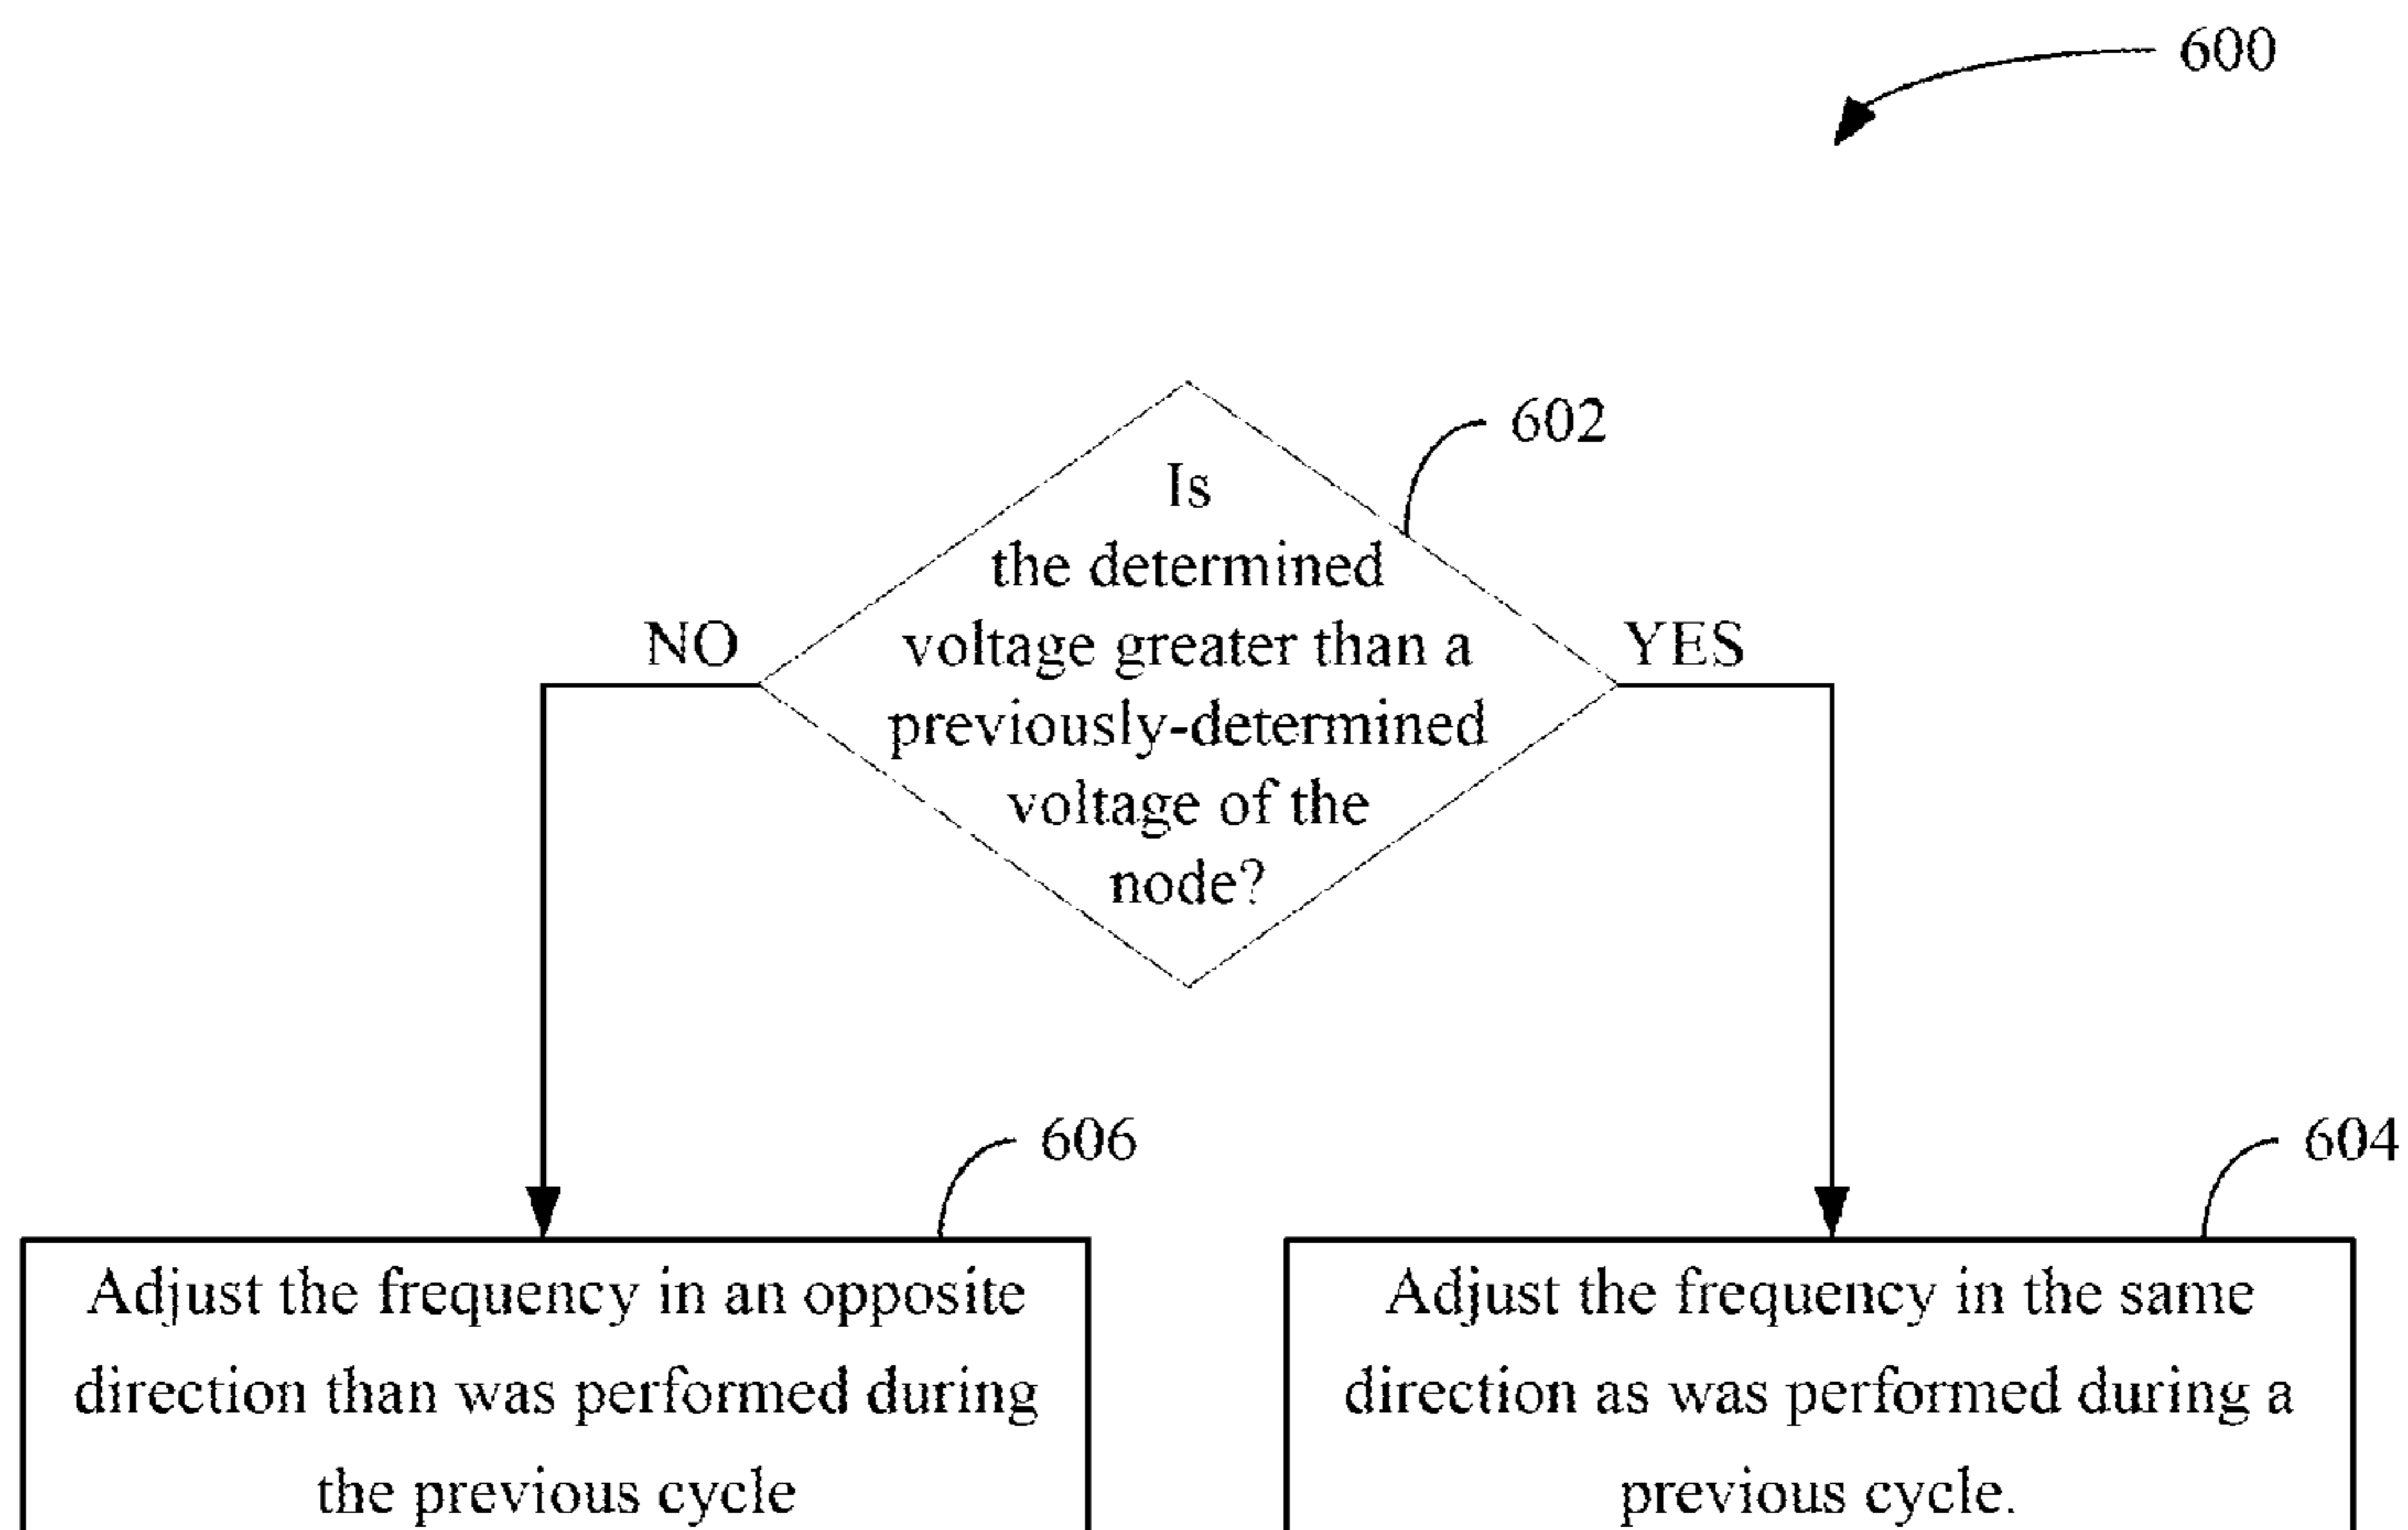 600
602
Is
the determined
voltage greater than a
previously-determined
voltage of the
node?
NO
YES
606
604
Adjust the frequency in an opposite
direction than was performed during
the previous cycle
Adjust the frequency in the same
direction as was performed during a
previous cycle.